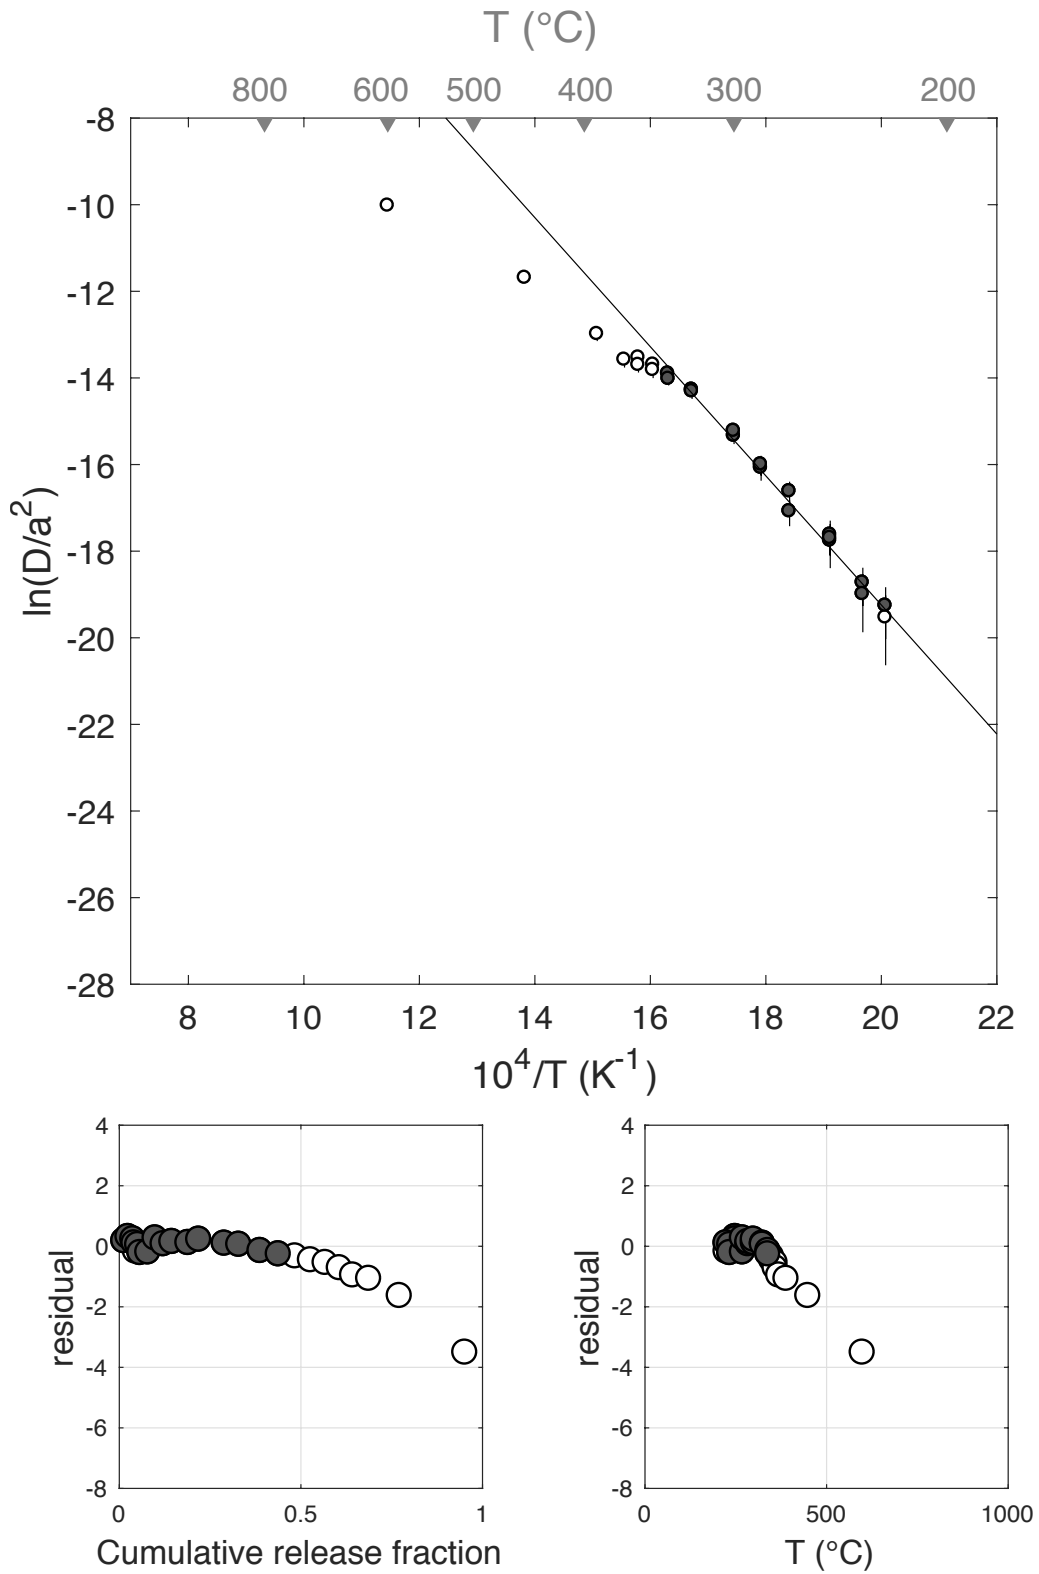 T (°C)
800 600 500 400 300 200
-8
-10
-12
-14
-16
-18
-20
-22
-24
-26
-28
ln(D/a²)
8 10 12 14 16 18 20 22
10⁴/T (K⁻¹)
4
2
0
-2
-4
-6
-8
residual
0 0.5 1
Cumulative release fraction
4
2
0
-2
-4
-6
-8
residual
0 500 1000
T (°C)